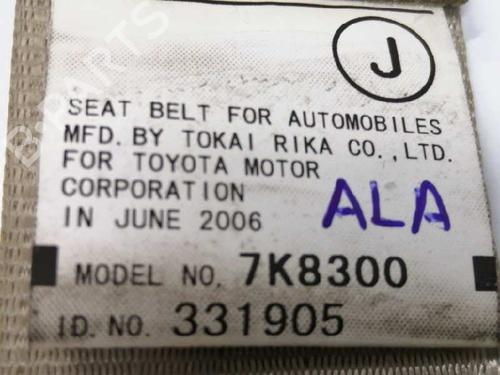 J
SEAT BELT FOR AUTOMOBILES
MFD. BY TOKAI RIKA CO.,LTD.
FOR TOYOTA MOTOR
CORPORATION
IN JUNE 2006
ALA
MODEL NO. 7K8300
I.D. NO. 331905
B-PARTS